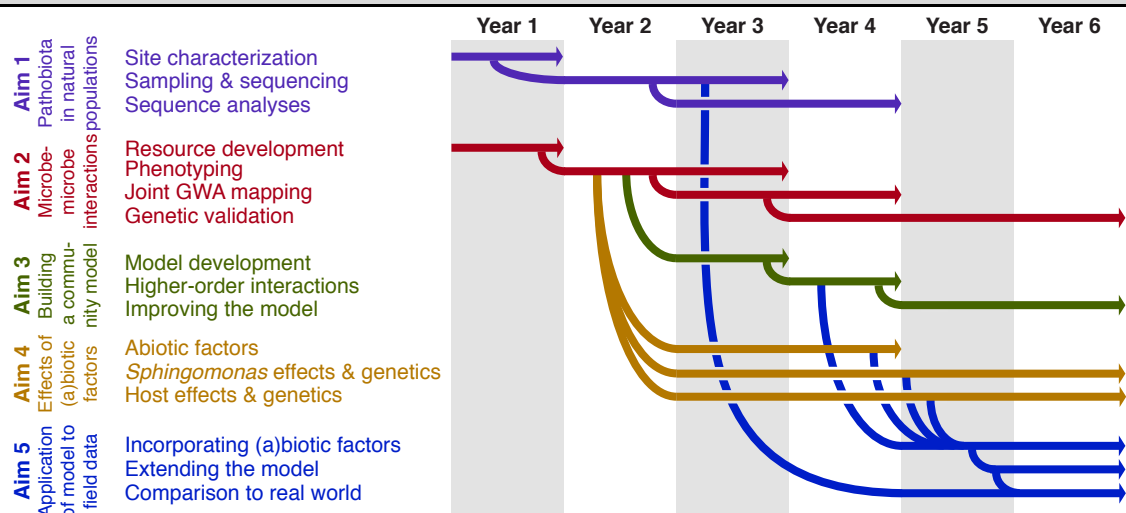 Year 1 Year 2 Year 3 Year 4 Year 5 Year 6
Aim 1
Pathobiota
in natural
populations
Site characterization
Sampling & sequencing
Sequence analyses
Aim 2
Microbe-
microbe
interactions
Resource development
Phenotyping
Joint GWA mapping
Genetic validation
Aim 3
Building
a commu-
nity model
Model development
Higher-order interactions
Improving the model
Aim 4
Effects of
(a)biotic
factors
Abiotic factors
Sphingomonas effects & genetics
Host effects & genetics
Aim 5
Application
of model to
field data
Incorporating (a)biotic factors
Extending the model
Comparison to real world